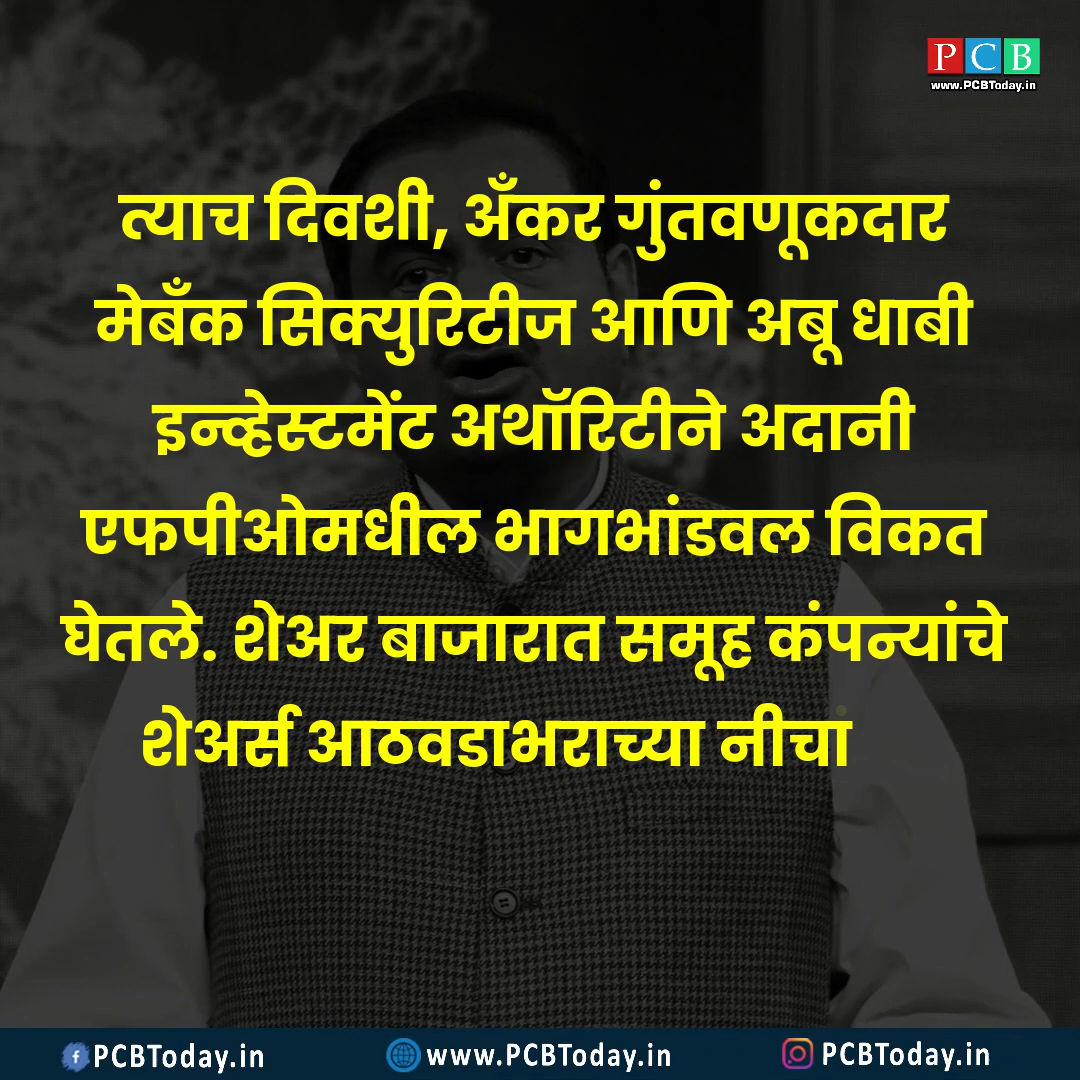 PCB
www.PCBToday.in
त्याच दिवशी, अँकर गुंतवणूकदार
मेबँक सिक्युरिटीज आणि अबू धाबी
इन्व्हेस्टमेंट अथॉरिटीने अदानी
एफपीओमधील भागभांडवल विकत
घेतले. शेअर बाजारात समूह कंपन्यांचे
शेअर्स आठवडाभराच्या नीचां
PCBToday.in www.PCBToday.in PCBToday.in